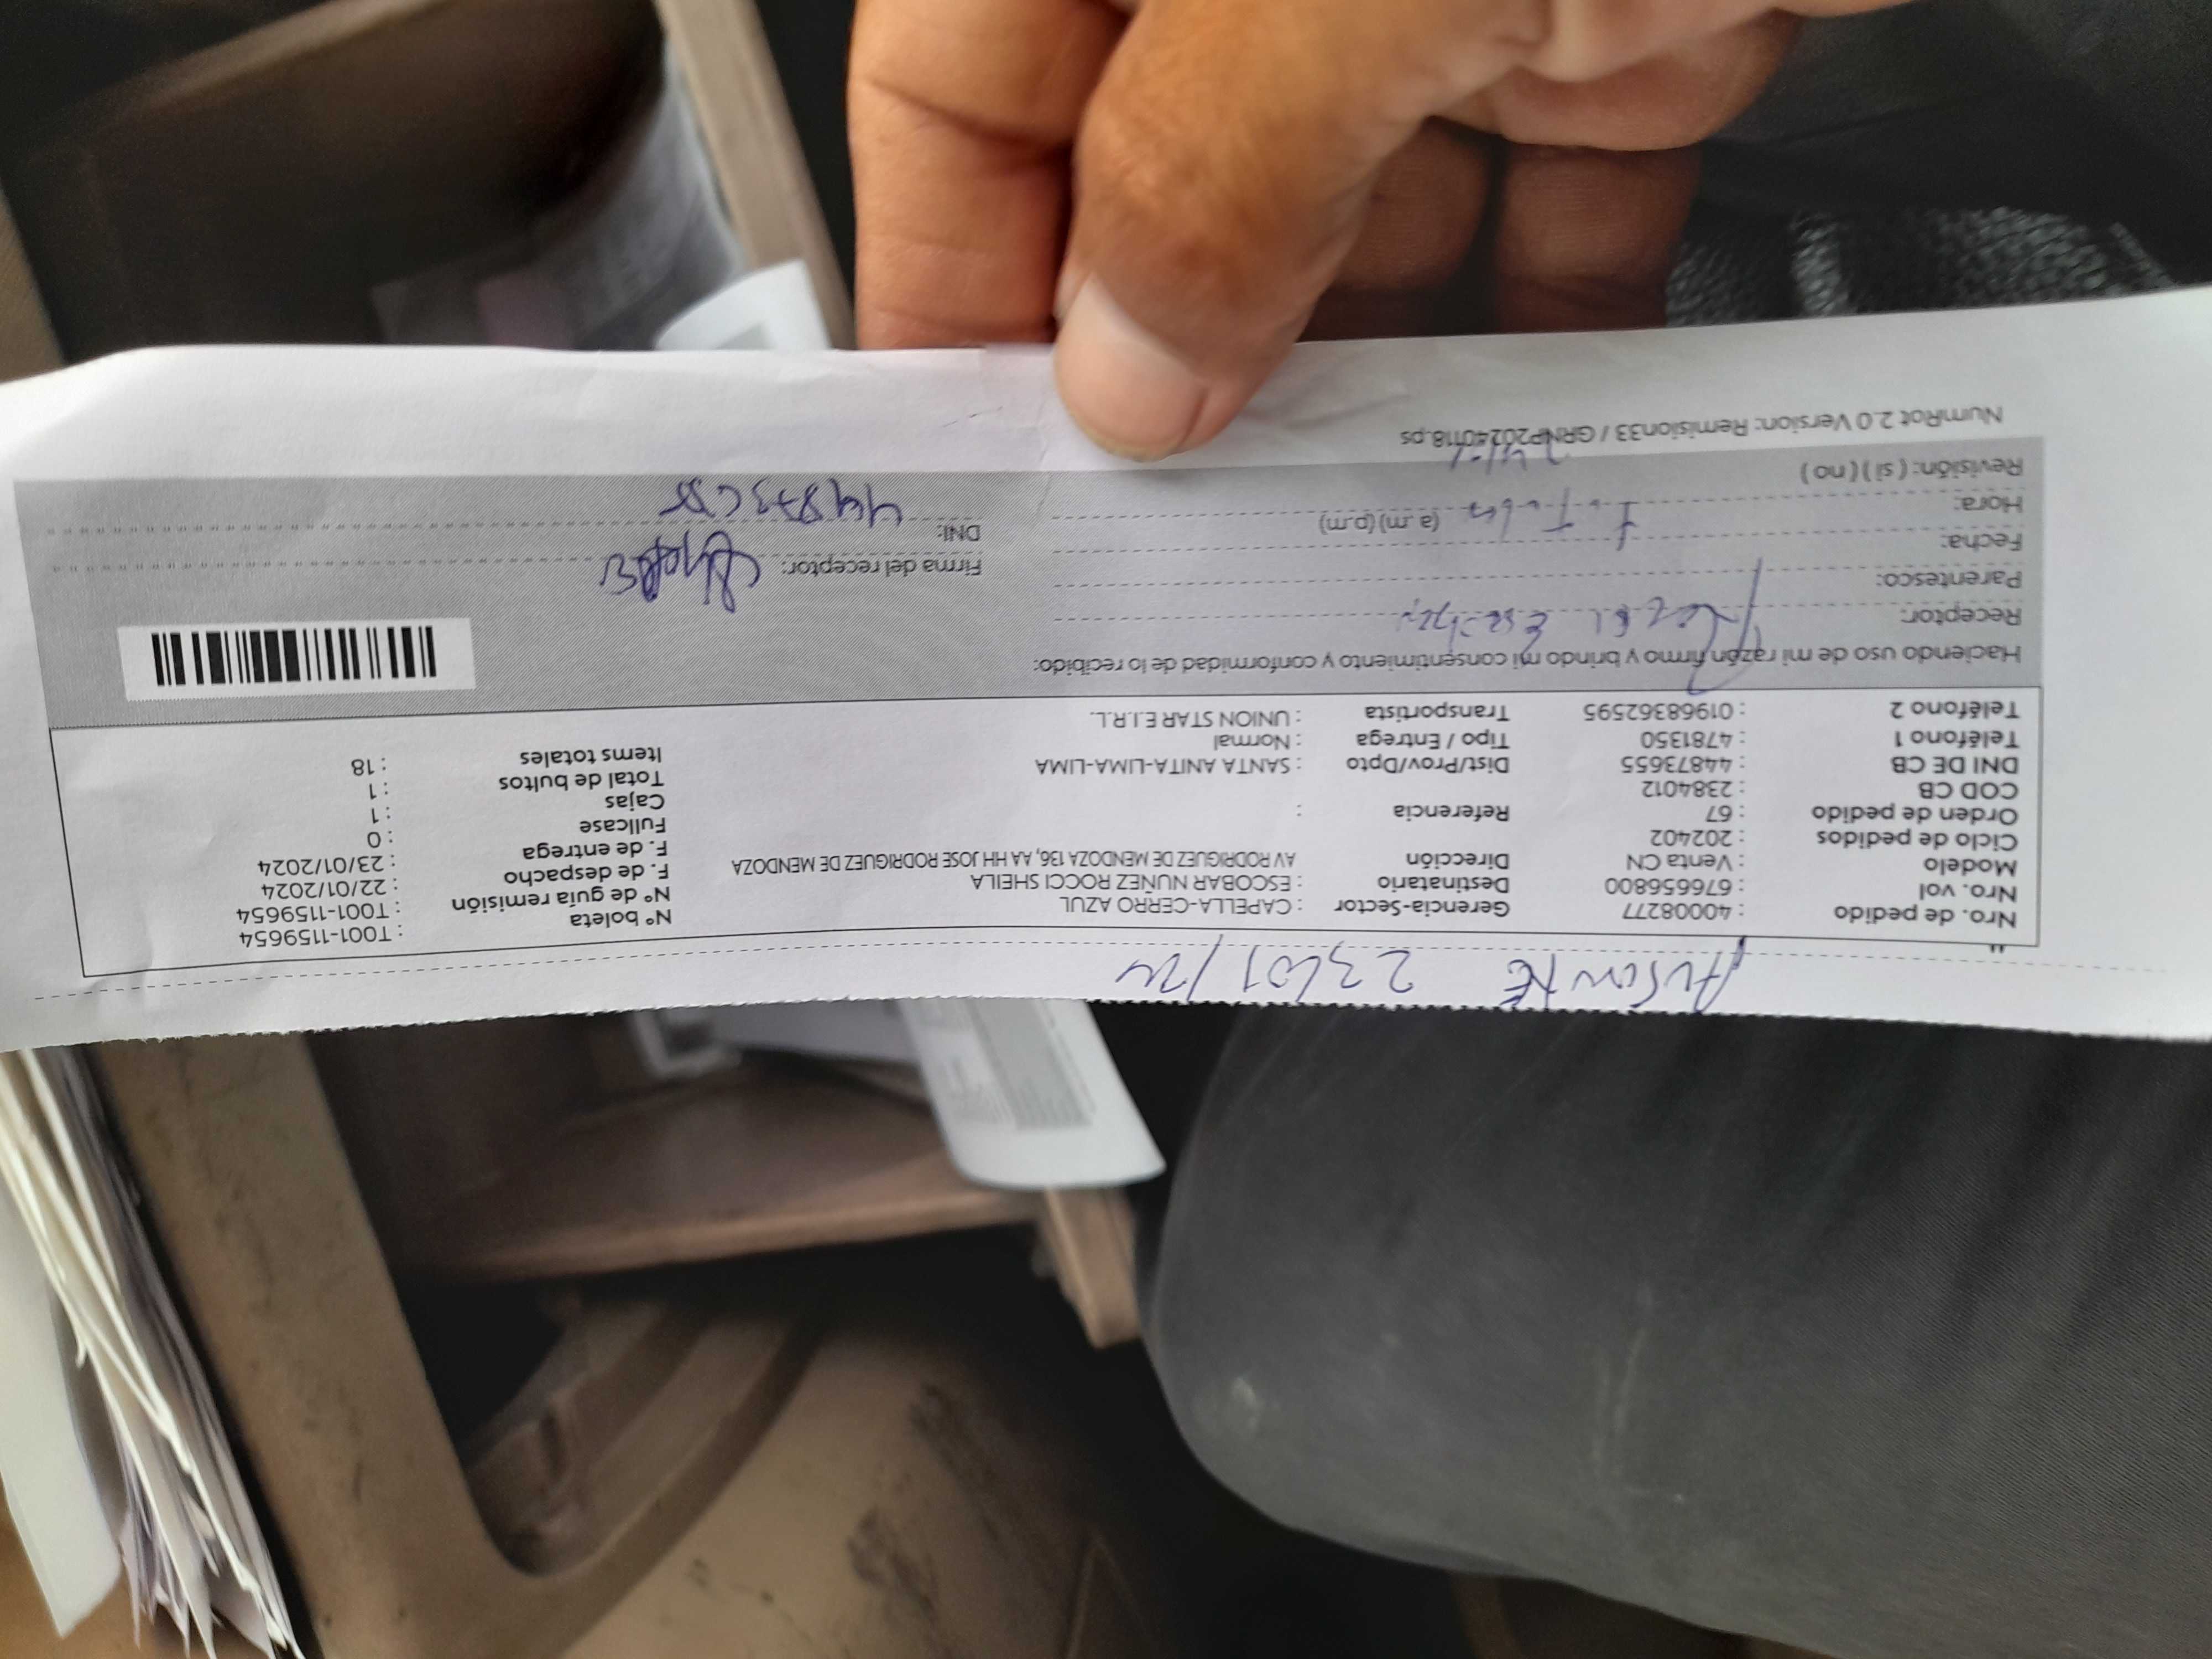 AUSENTE 23/01/24
Nro. de pedido : 40008277 Gerencia-Sector : CAPELLA-CERRO AZUL Nº boleta : T001-1159654
Nro. vol : 676656800 Destinatario : ESCOBAR NUÑEZ ROCCI SHEILA Nº de guía remisión : T001-1159654
Modelo : Venta CN Dirección : AV RODRIGUEZ DE MENDOZA 136, AA HH JOSE RODRIGUEZ DE MENDOZA F. de despacho : 22/01/2024
Ciclo de pedidos : 202402 F. de entrega : 23/01/2024
Orden de pedido : 67 Referencia : Fullcase : 0
COD CB : 2384012 Cajas : 1
DNI DE CB : 44873655 Dist/Prov/Dpto : SANTA ANITA-LIMA-LIMA Total de bultos : 1
Teléfono 1 : 4781350 Tipo / Entrega : Normal Items totales : 18
Teléfono 2 : 01968362595 Transportista : UNION STAR E.I.R.L.
Haciendo uso de mi razón firmo y brindo mi consentimiento y conformidad de lo recibido:
Receptor:
Parentesco:
Fecha: Firma del receptor:
Hora: (a .m) (p.m) DNI:
Revisión: ( si ) ( no )
NumRot 2.0 Version: Remision33 / GRNP20240118.ps